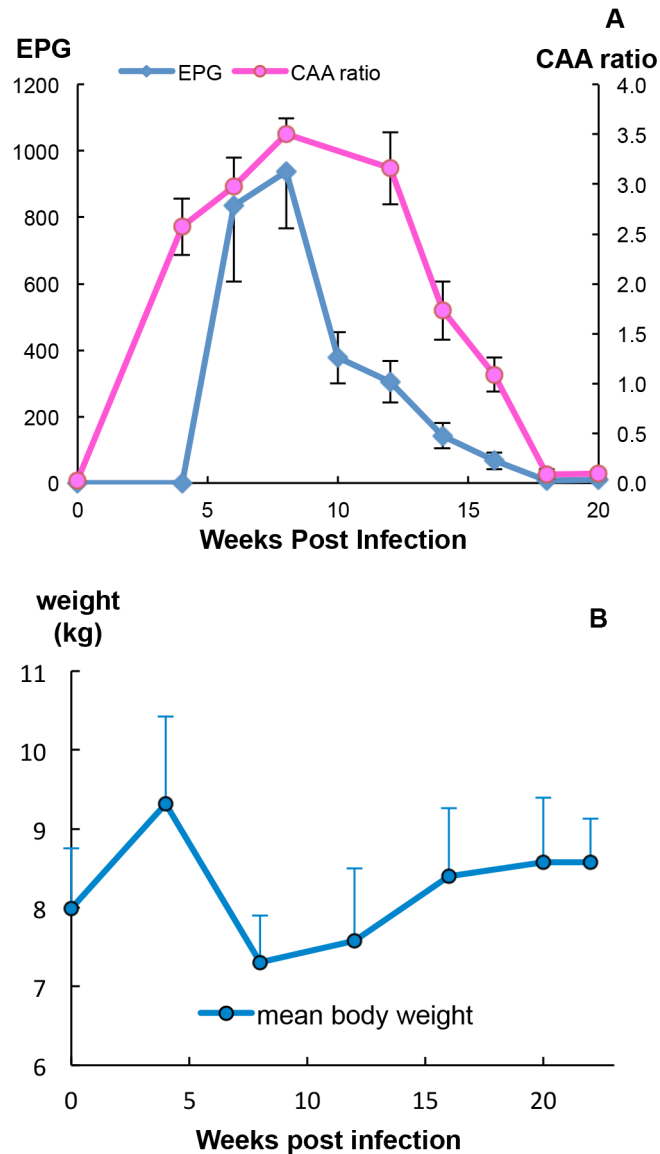 A
EPG
CAA ratio
EPG
CAA ratio
1200
4.0
3.5
1000
3.0
800
2.5
600
2.0
1.5
400
1.0
200
0.5
0
0.0
0
5
10
15
20
Weeks Post Infection
weight
(kg)
B
11
10
9
8
7
mean body weight
6
0
5
10
15
20
Weeks post infection